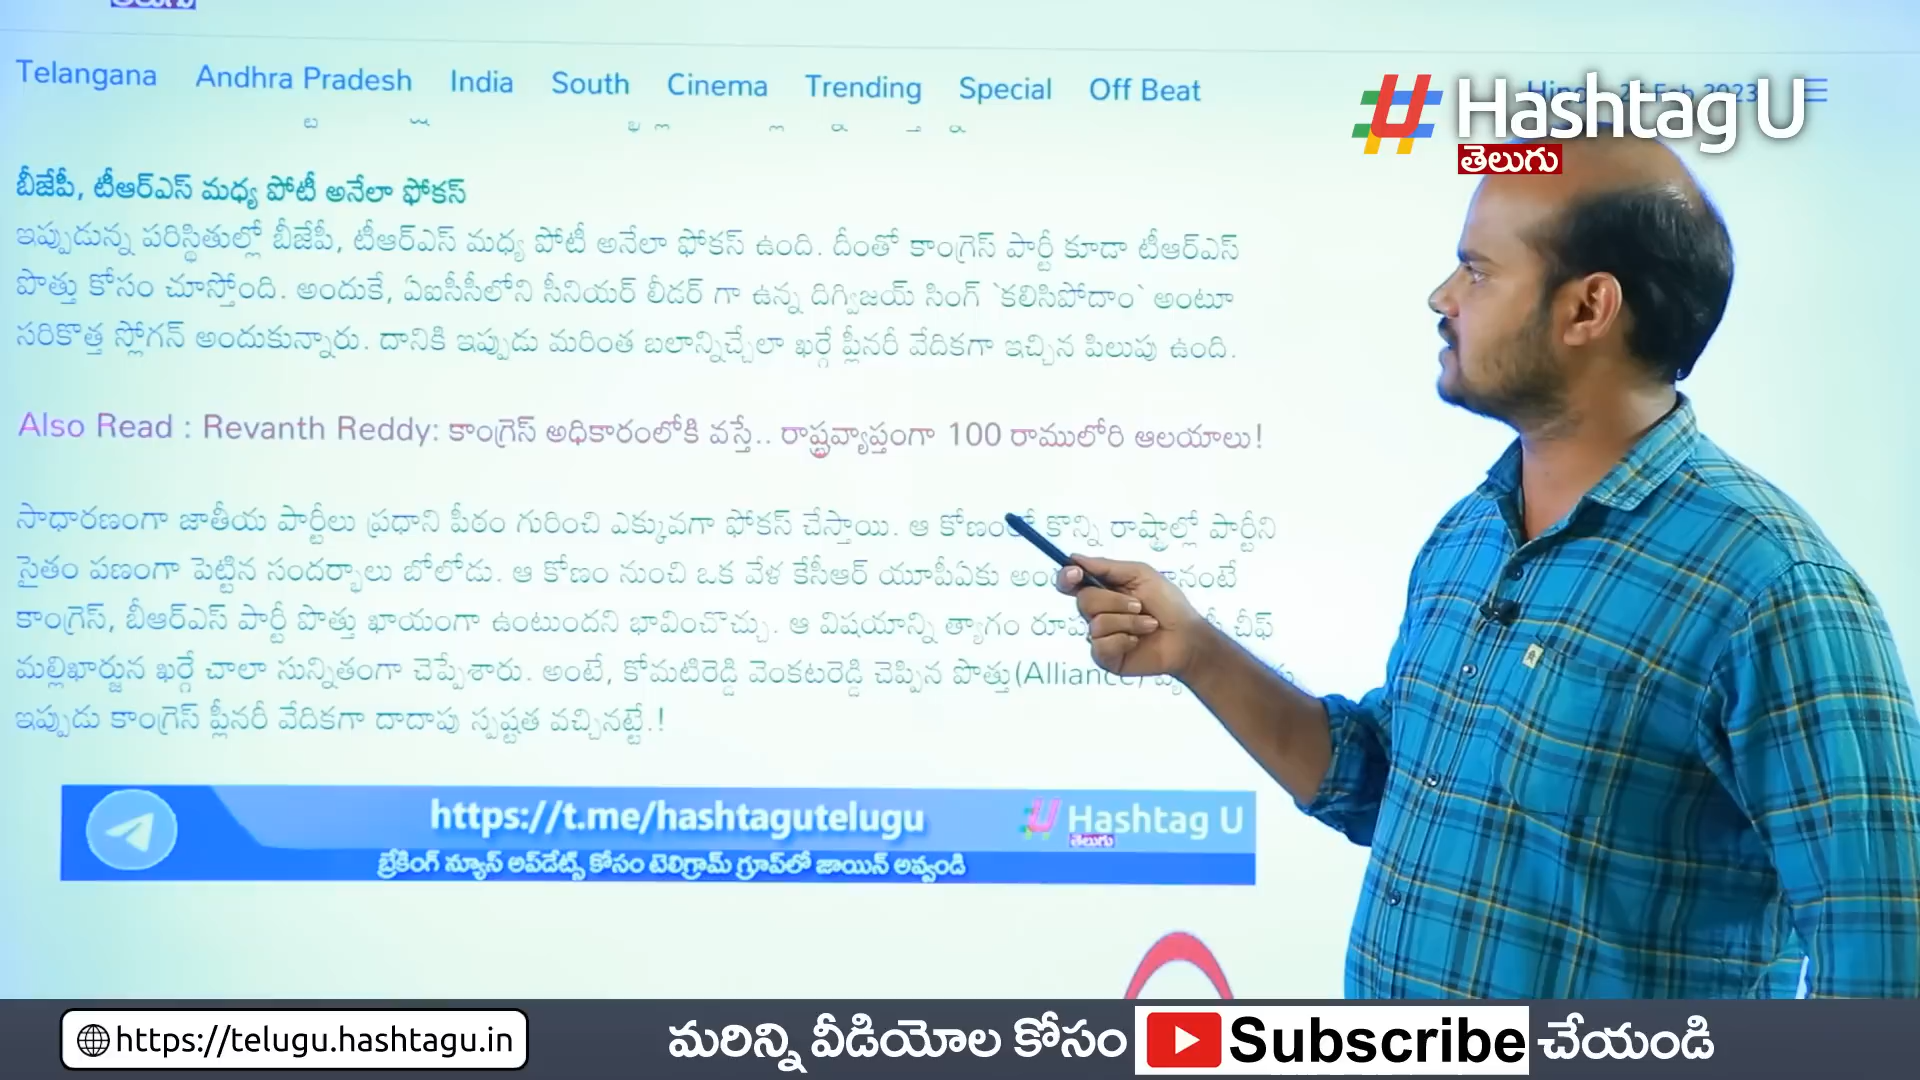 తెలుగు
Telangana Andhra Pradesh India South Cinema Trending Special Off Beat
Hashtag U
తెలుగు
బీజేపీ, టీఆర్ఎస్ మధ్య పోటీ అనేలా ఫోకస్
ఇప్పుడున్న పరిస్థితుల్లో బీజేపీ, టీఆర్ఎస్ మధ్య పోటీ అనేలా ఫోకస్ ఉంది. దీంతో కాంగ్రెస్ పార్టీ కూడా టీఆర్ఎస్
పొత్తు కోసం చూస్తోంది. అందుకే, ఏఐసీసీలోని సీనియర్ లీడర్ గా ఉన్న దిగ్విజయ్ సింగ్ `కలిసిపోదాం` అంటూ
సరికొత్త స్లోగన్ అందుకున్నారు. దానికి ఇప్పుడు మరింత బలాన్నిచ్చేలా ఖర్గే ప్లీనరీ వేదికగా ఇచ్చిన పిలుపు ఉంది.
Also Read : Revanth Reddy: కాంగ్రెస్ అధికారంలోకి వస్తే.. రాష్ట్రవ్యాప్తంగా 100 రాములోరి ఆలయాలు!
సాధారణంగా జాతీయ పార్టీలు ప్రధాని పీఠం గురించి ఎక్కువగా ఫోకస్ చేస్తాయి. ఆ కోణంలో కొన్ని రాష్ట్రాల్లో పార్టీని
సైతం పణంగా పెట్టిన సందర్భాలు బోలోడు. ఆ కోణం నుంచి ఒక వేళ కేసీఆర్ యూపీఏకు
కాంగ్రెస్, బీఆర్ఎస్ పార్టీ పొత్తు ఖాయంగా ఉంటుందని భావించొచ్చు. ఆ విషయాన్ని త్యాగం చీఫ్
మల్లిఖార్జున ఖర్గే చాలా సున్నితంగా చెప్పేశారు. అంటే, కోమటిరెడ్డి వెంకటరెడ్డి చెప్పిన పొత్తు(Alliance)
ఇప్పుడు కాంగ్రెస్ ప్లీనరీ వేదికగా దాదాపు స్పష్టత వచ్చినట్టే.!
https://t.me/hashtagutelugu
Hashtag U
తెలుగు
బ్రేకింగ్ న్యూస్ అప్‌డేట్స్ కోసం టెలిగ్రామ్ గ్రూప్‌లో జాయిన్ అవ్వండి
https://telugu.hashtagu.in
మరిన్ని వీడియోల కోసం Subscribe చేయండి